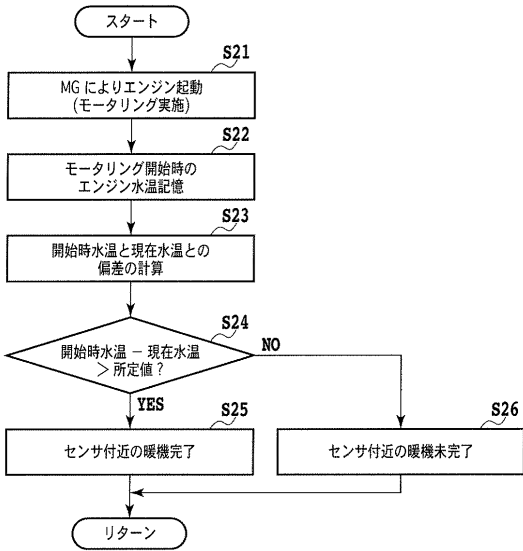 スタート
S21
MGによりエンジン起動
(モータリング実施)
S22
モータリング開始時の
エンジン水温記憶
S23
開始時水温と現在水温との
偏差の計算
S24
開始時水温 － 現在水温
＞所定値？
NO
YES
S25
センサ付近の暖機完了
S26
センサ付近の暖機未完了
リターン